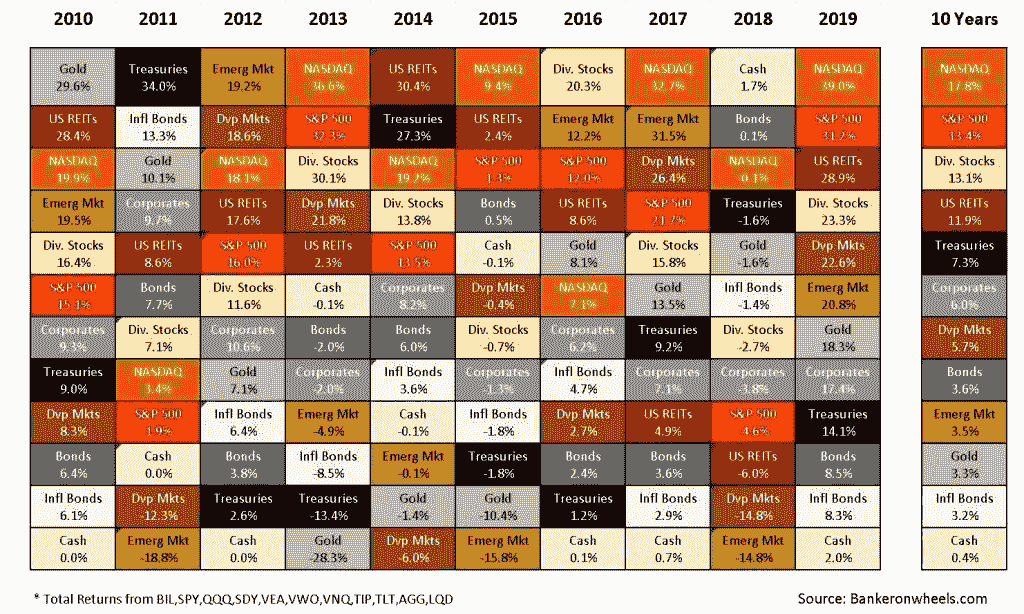 2010 2011 2012 2013 2014 2015 2016 2017 2018 2019 10 Years
Gold Treasuries Emerg Mkt NASDAQ US REITs NASDAQ Div. Stocks NASDAQ Cash NASDAQ NASDAQ
29.6% 34.0% 19.2% 36.6% 30.4% 9.4% 20.3% 32.7% 1.7% 39.0% 17.8%
US REITs Infl Bonds Dvp Mkts S&P 500 Treasuries US REITs Emerg Mkt Emerg Mkt Bonds S&P 500 S&P 500
28.4% 13.3% 18.6% 32.3% 27.3% 2.4% 12.2% 31.5% 0.1% 31.2% 13.4%
NASDAQ Gold NASDAQ Div. Stocks NASDAQ S&P 500 S&P 500 Dvp Mkts NASDAQ US REITs Div. Stocks
19.9% 10.1% 18.1% 30.1% 19.2% 1.3% 12.0% 26.4% -0.1% 28.9% 13.1%
Emerg Mkt Corporates US REITs Dvp Mkts Div. Stocks Bonds US REITs S&P 500 Treasuries Div. Stocks US REITs
19.5% 9.7% 17.6% 21.8% 13.8% 0.5% 8.6% 21.7% -1.6% 23.3% 11.9%
Div. Stocks US REITs S&P 500 US REITs S&P 500 Cash Gold Div. Stocks Gold Dvp Mkts Treasuries
16.4% 8.6% 16.0% 2.3% 13.5% -0.1% 8.1% 15.8% -1.6% 22.6% 7.3%
S&P 500 Bonds Div. Stocks Cash Corporates Dvp Mkts NASDAQ Gold Infl Bonds Emerg Mkt Corporates
15.1% 7.7% 11.6% -0.1% 8.2% -0.4% 7.1% 13.5% -1.4% 20.8% 6.0%
Corporates Div. Stocks Corporates Bonds Bonds Div. Stocks Corporates Treasuries Div. Stocks Gold Dvp Mkts
9.3% 7.1% 10.6% -2.0% 6.0% -0.7% 6.2% 9.2% -2.7% 18.3% 5.7%
Treasuries NASDAQ Gold Corporates Infl Bonds Corporates Infl Bonds Corporates Corporates Corporates Bonds
9.0% 3.4% 7.1% -2.0% 3.6% -1.3% 4.7% 7.1% -3.8% 17.4% 3.6%
Dvp Mkts S&P 500 Infl Bonds Emerg Mkt Cash Infl Bonds Dvp Mkts US REITs S&P 500 Treasuries Emerg Mkt
8.3% 1.9% 6.4% -4.9% -0.1% -1.8% 2.7% 4.9% -4.6% 14.1% 3.5%
Bonds Cash Bonds Infl Bonds Emerg Mkt Treasuries Bonds Bonds US REITs Bonds Gold
6.4% 0.0% 3.8% -8.5% -0.1% -1.8% 2.4% 3.6% -6.0% 8.5% 3.3%
Infl Bonds Dvp Mkts Treasuries Treasuries Gold Gold Treasuries Infl Bonds Dvp Mkts Infl Bonds Infl Bonds
6.1% -12.3% 2.6% -13.4% -1.4% -10.4% 1.2% 2.9% -14.8% 8.3% 3.2%
Cash Emerg Mkt Cash Gold Dvp Mkts Emerg Mkt Cash Cash Emerg Mkt Cash Cash
0.0% -18.8% 0.0% -28.3% -6.0% -15.8% 0.1% 0.7% -14.8% 2.0% 0.4%
* Total Returns from BIL,SPY,QQQ,SDY,VEA,VWO,VNQ,TIP,TLT,AGG,LQD Source: Bankeronwheels.com